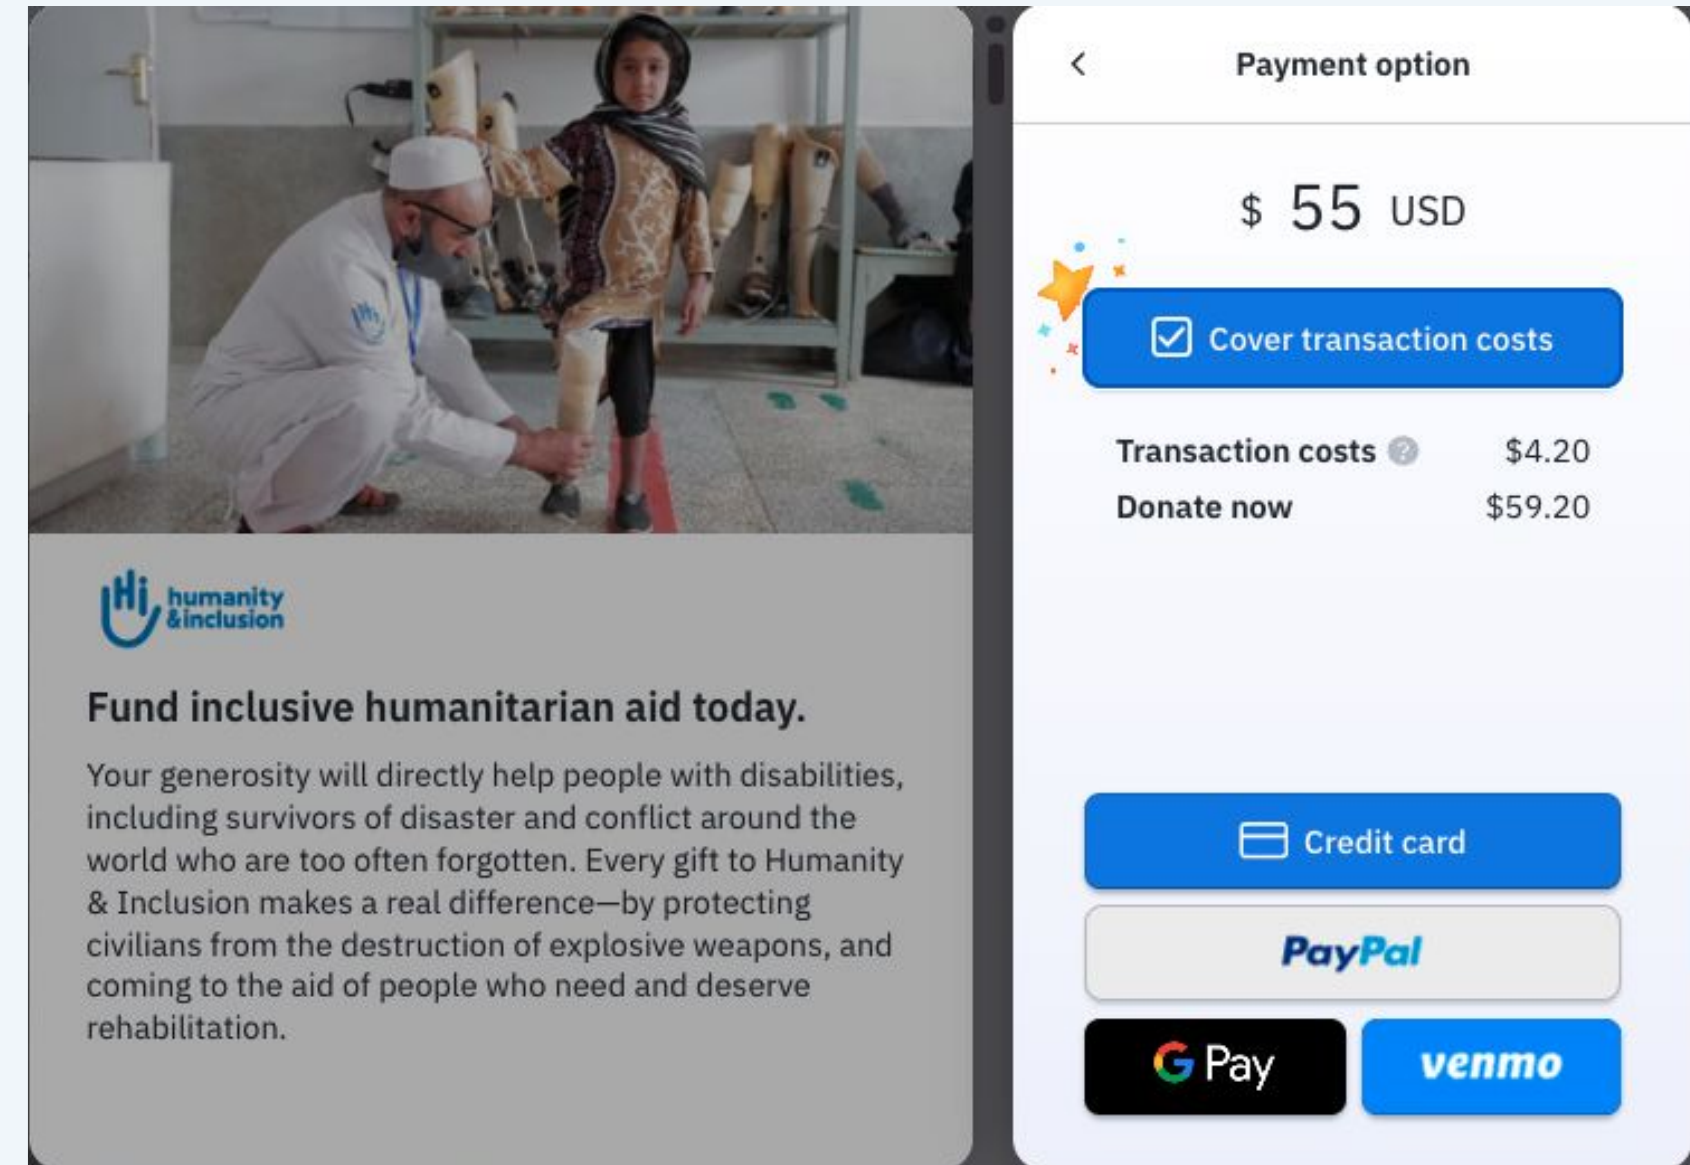 humanity
&inclusion
Fund inclusive humanitarian aid today.
Your generosity will directly help people with disabilities,
including survivors of disaster and conflict around the
world who are too often forgotten. Every gift to Humanity
& Inclusion makes a real difference—by protecting
civilians from the destruction of explosive weapons, and
coming to the aid of people who need and deserve
rehabilitation.
Payment option
$ 55 USD
Cover transaction costs
Transaction costs ? $4.20
Donate now $59.20
Credit card
PayPal
G Pay
venmo